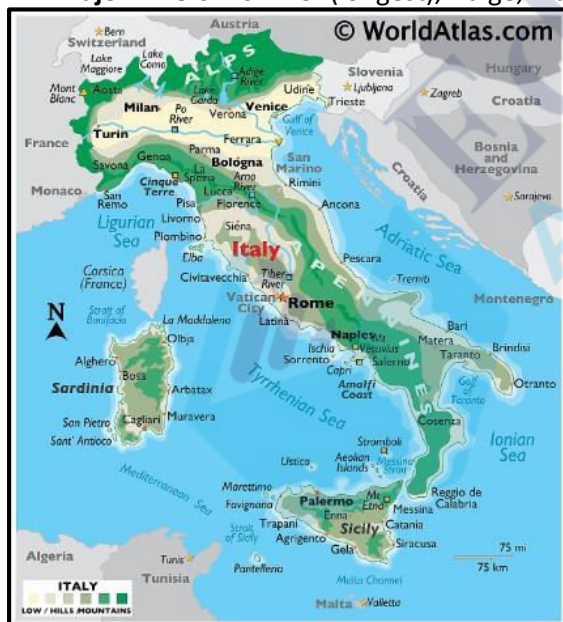 © WorldAtlas.com
Bern
Switzerland
Austria
Hungary
Slovenia
Ljubljana
Zagreb
Croatia
Bosnia
and
Herzegovina
Sarajevo
Croatia
Montenegro
France
Monaco
Lake
Maggiore
Lake
Como
ALPS
Adige
River
Lake
Garda
Mont
Blanc
Aosta
Udine
Milan
Po
River
Verona
Venice
Trieste
Turin
Ferrara
Gulf of
Venice
Parma
Genoa
Bologna
San
Marino
Savona
La
Spezia
Arno
River
Rimini
Cinque
Terre
Lucca
San
Remo
Pisa
Florence
Ancona
Ligurian
Sea
Livorno
Siena
Piombino
Italy
Adriatic Sea
Elba
Pescara
Corsica
(France)
Civitavecchia
Tiber
River
Tremiti
APENNINES
Vatican
City
Rome
N
Strait of
Bonifacio
La Maddalena
Latina
Bari
Olbia
Naples
Mt
Vesuvius
Matera
Brindisi
Ischia
Taranto
Alghero
Sorrento
Salerno
Bosa
Capri
Otranto
Sardinia
Arbatax
Amalfi
Coast
Gulf
of
Taranto
Tyrrhenian Sea
Cosenza
San Pietro
Cagliari
Muravera
Sant' Antioco
Stromboli
Ionian
Sea
Ustica
Aeolian
Islands
Messina
Strait
Mediterranean Sea
Marettimo
Palermo
Mt
Etna
Reggio de
Calabria
Favignana
Messina
Enna
Trapani
Sicily
Catania
Strait
of Sicily
Agrigento
Siracusa
Gela
Algeria
Tunis
Tunisia
Pantelleria
75 mi
75 km
Malta Channel
Malta
Valletta
ITALY
LOW / HILLS / MOUNTAINS